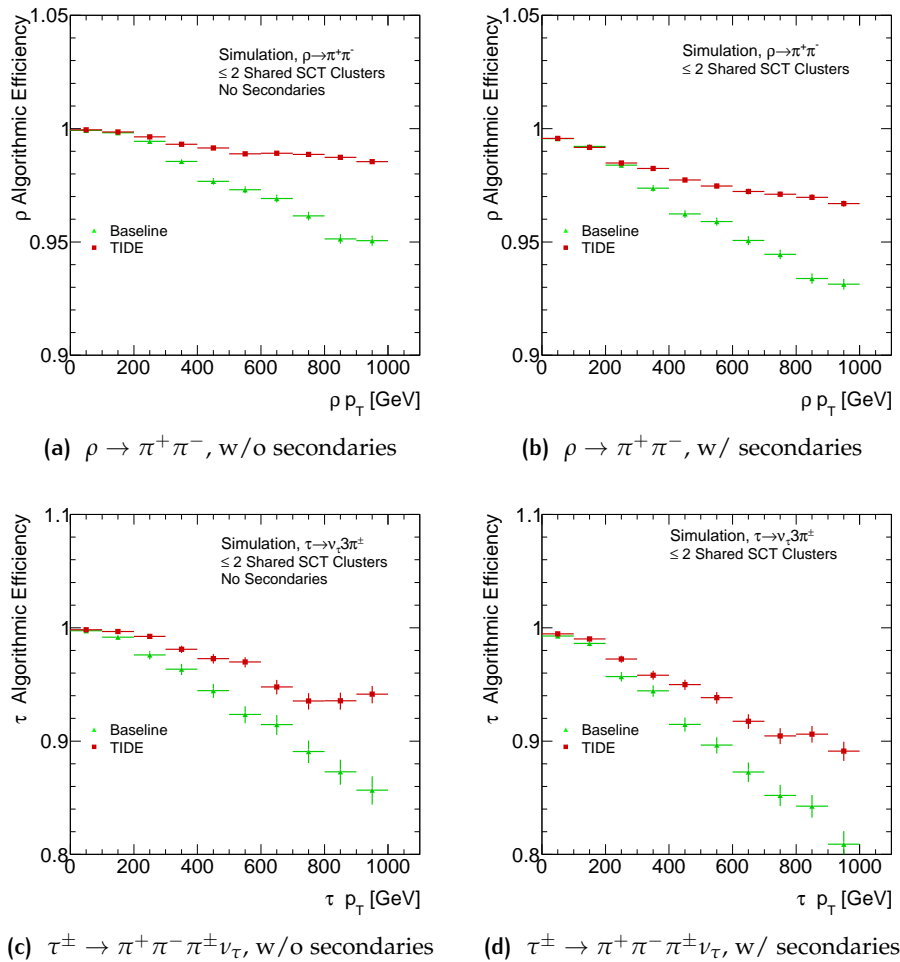 1.05
1
0.95
0.9
ρ Algorithmic Efficiency
Simulation, ρ→π⁺π⁻
≤ 2 Shared SCT Clusters
No Secondaries
Baseline
TIDE
0 200 400 600 800 1000
ρ p_T [GeV]
(a) ρ → π⁺π⁻, w/o secondaries
1.05
1
0.95
0.9
ρ Algorithmic Efficiency
Simulation, ρ→π⁺π⁻
≤ 2 Shared SCT Clusters
Baseline
TIDE
0 200 400 600 800 1000
ρ p_T [GeV]
(b) ρ → π⁺π⁻, w/ secondaries
1.1
1
0.9
0.8
τ Algorithmic Efficiency
Simulation, τ→ν_τ3π±
≤ 2 Shared SCT Clusters
No Secondaries
Baseline
TIDE
0 200 400 600 800 1000
τ p_T [GeV]
(c) τ± → π⁺π⁻π±ν_τ, w/o secondaries
1.1
1
0.9
0.8
τ Algorithmic Efficiency
Simulation, τ→ν_τ3π±
≤ 2 Shared SCT Clusters
Baseline
TIDE
0 200 400 600 800 1000
τ p_T [GeV]
(d) τ± → π⁺π⁻π±ν_τ, w/ secondaries